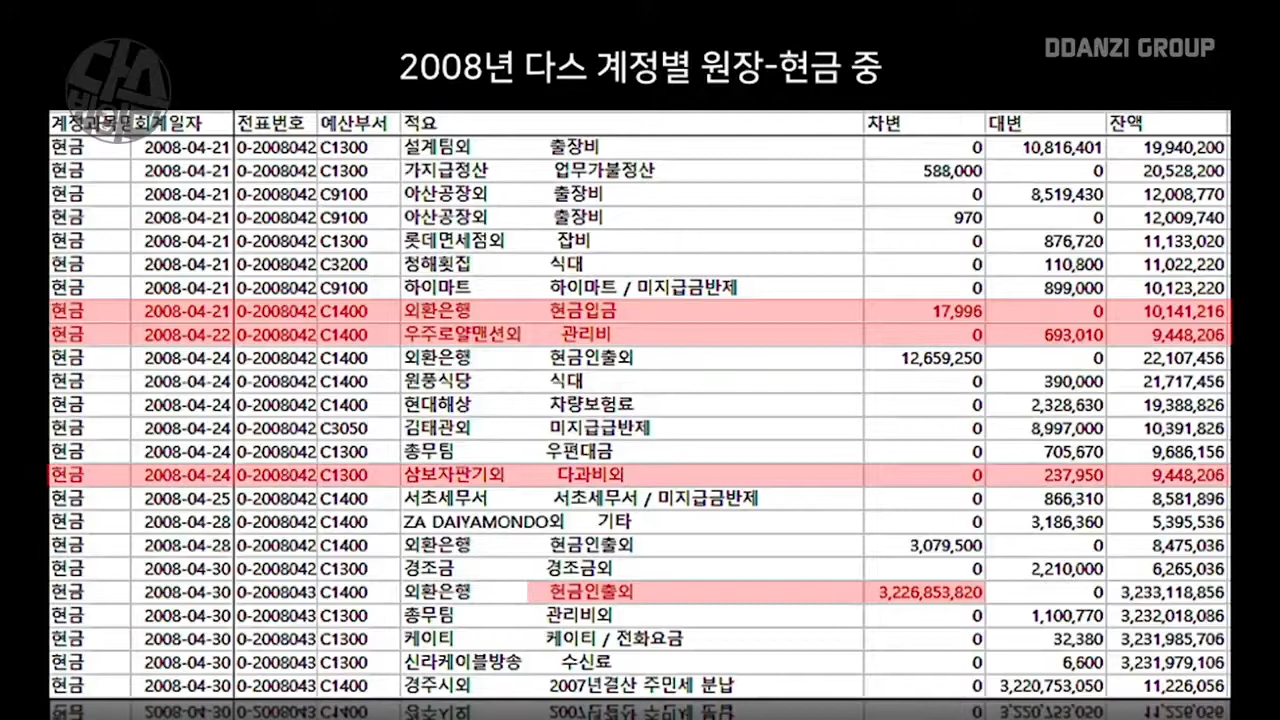 DDANZI GROUP
2008년 다스 계정별 원장-현금 중
계정과목명 회계일자 전표번호 예산부서 적요 차변 대변 잔액
현금 2008-04-21 0-2008042 C1300 설계팀외 출장비 0 10,816,401 19,940,200
현금 2008-04-21 0-2008042 C1300 가지급정산 업무가불정산 588,000 0 20,528,200
현금 2008-04-21 0-2008042 C9100 아산공장외 출장비 0 8,519,430 12,008,770
현금 2008-04-21 0-2008042 C9100 아산공장외 출장비 970 0 12,009,740
현금 2008-04-21 0-2008042 C1300 롯데면세점외 잡비 0 876,720 11,133,020
현금 2008-04-21 0-2008042 C3200 청해횟집 식대 0 110,800 11,022,220
현금 2008-04-21 0-2008042 C9100 하이마트 하이마트 / 미지급금반제 0 899,000 10,123,220
현금 2008-04-21 0-2008042 C1400 외환은행 현금입금 17,996 0 10,141,216
현금 2008-04-22 0-2008042 C1400 우주로얄맨션외 관리비 0 693,010 9,448,206
현금 2008-04-24 0-2008042 C1400 외환은행 현금인출외 12,659,250 0 22,107,456
현금 2008-04-24 0-2008042 C1400 원풍식당 식대 0 390,000 21,717,456
현금 2008-04-24 0-2008042 C1400 현대해상 차량보험료 0 2,328,630 19,388,826
현금 2008-04-24 0-2008042 C3050 김태관외 미지급급반제 0 8,997,000 10,391,826
현금 2008-04-24 0-2008042 C1400 총무팀 우편대금 0 705,670 9,686,156
현금 2008-04-24 0-2008042 C1300 삼보자판기외 다과비외 0 237,950 9,448,206
현금 2008-04-25 0-2008042 C1400 서초세무서 서초세무서 / 미지급금반제 0 866,310 8,581,896
현금 2008-04-28 0-2008042 C1400 ZA DAIYAMONDO외 기타 0 3,186,360 5,395,536
현금 2008-04-28 0-2008042 C1400 외환은행 현금인출외 3,079,500 0 8,475,036
현금 2008-04-30 0-2008042 C1400 경조금 경조금외 0 2,210,000 6,265,036
현금 2008-04-30 0-2008043 C1400 외환은행 현금인출외 3,226,853,820 0 3,233,118,856
현금 2008-04-30 0-2008043 C1300 총무팀 관리비외 0 1,100,770 3,232,018,086
현금 2008-04-30 0-2008043 C1300 케이티 케이티 / 전화요금 0 32,380 3,231,985,706
현금 2008-04-30 0-2008043 C1300 신라케이블방송 수신료 0 6,600 3,231,979,106
현금 2008-04-30 0-2008043 C1400 경주시외 2007년결산 주민세 분납 0 3,220,753,050 11,226,056